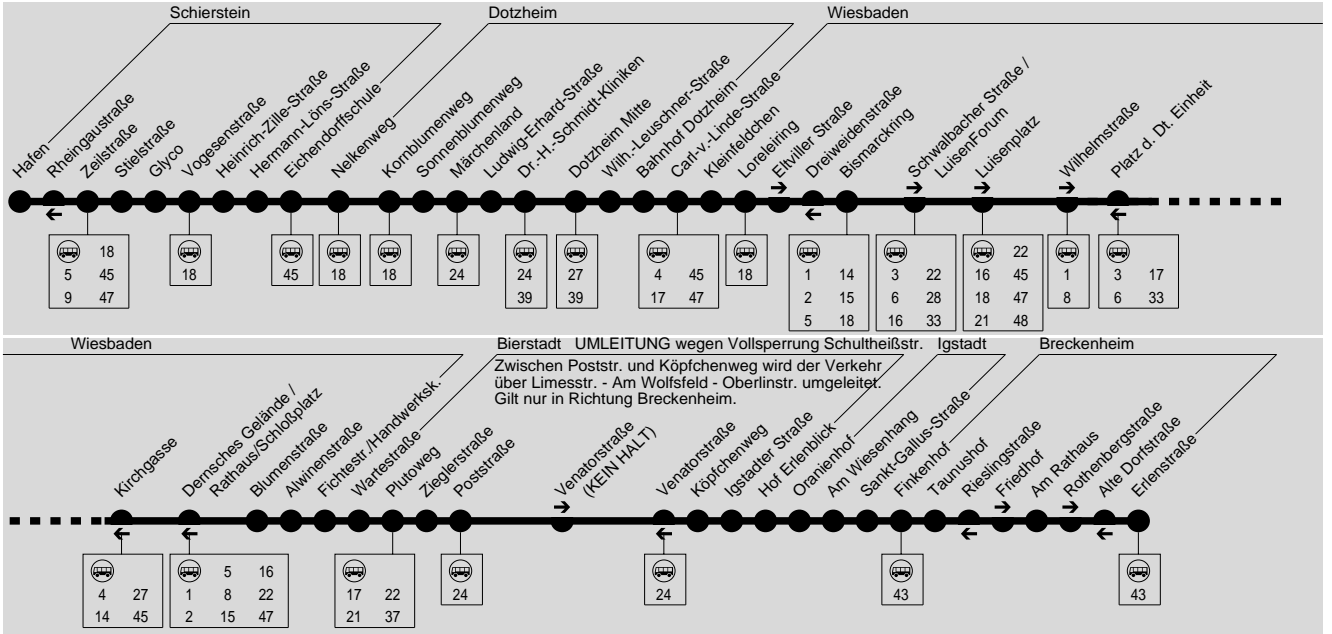 Schierstein
Dotzheim
Wiesbaden
Hafen
Rheingaustraße
Zeilstraße
Stielstraße
Glyco
Vogesenstraße
Heinrich-Zille-Straße
Hermann-Löns-Straße
Eichendorffschule
Nelkenweg
Kornblumenweg
Sonnenblumenweg
Märchenland
Ludwig-Erhard-Straße
Dr.-H.-Schmidt-Kliniken
Dotzheim Mitte
Wilh.-Leuschner-Straße
Bahnhof Dotzheim
Carl-v.-Linde-Straße
Kleinfeldchen
Loreleiring
Eltviller Straße
Dreiweidenstraße
Bismarckring
Schwalbacher Straße /
LuisenForum
Luisenplatz
Wilhelmstraße
Platz d. Dt. Einheit
18
5 45
9 47
18
45
18
18
24
24
39
27
39
4 45
17 47
18
1 14
2 15
5 18
3 22
6 28
16 33
22
16 45
18 47
21 48
1
8
3 17
6 33
Wiesbaden
Bierstadt UMLEITUNG wegen Vollsperrung Schultheißstr.
Igstadt
Breckenheim
Zwischen Poststr. und Köpfchenweg wird der Verkehr
über Limesstr. - Am Wolfsfeld - Oberlinstr. umgeleitet.
Gilt nur in Richtung Breckenheim.
Kirchgasse
Dernsches Gelände /
Rathaus/Schloßplatz
Blumenstraße
Alwinenstraße
Fichtestr./Handwerksk.
Wartestraße
Plutoweg
Zieglerstraße
Poststraße
Venatorstraße
(KEIN HALT)
Venatorstraße
Köpfchenweg
Igstadter Straße
Hof Erlenblick
Oranienhof
Am Wiesenhang
Sankt-Gallus-Straße
Finkenhof
Taunushof
Rieslingstraße
Friedhof
Am Rathaus
Rothenbergstraße
Alte Dorfstraße
Erlenstraße
4 27
14 45
5 16
1 8 22
2 15 47
17 22
21 37
24
24
43
43